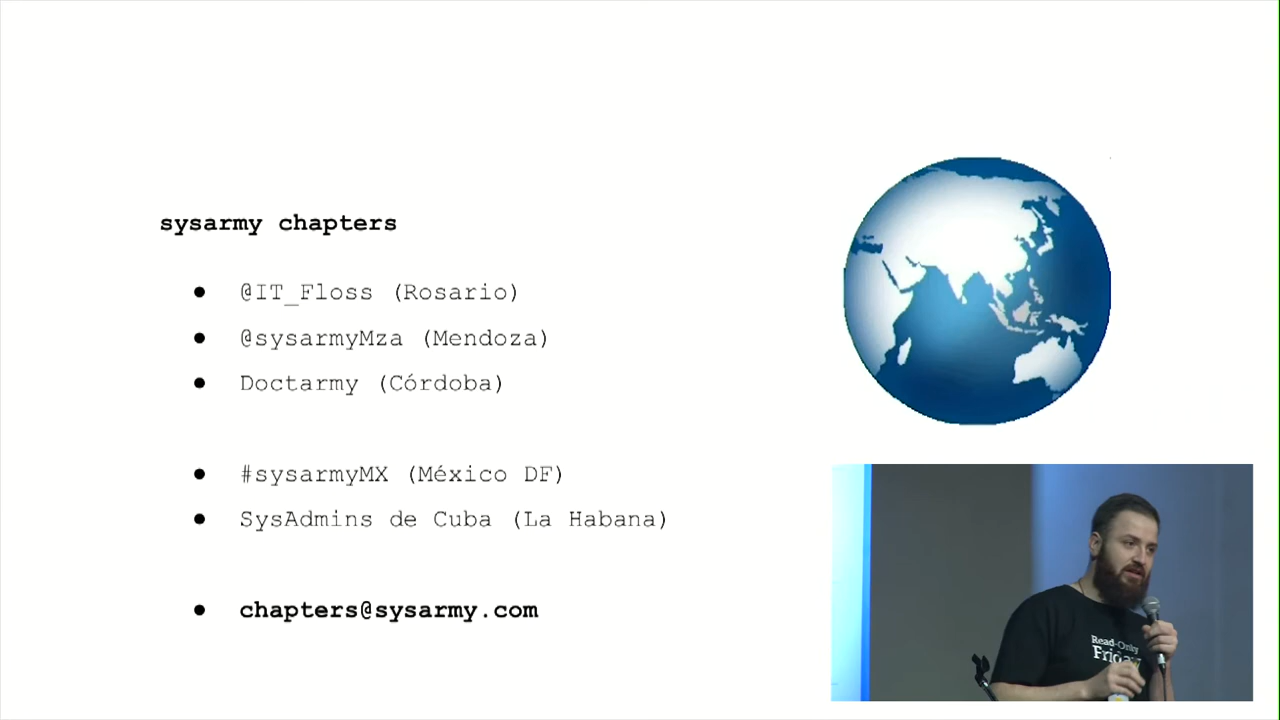 sysarmy chapters
● @IT_Floss (Rosario)
● @sysarmyMza (Mendoza)
● Doctarmy (Córdoba)
● #sysarmyMX (México DF)
● SysAdmins de Cuba (La Habana)
● chapters@sysarmy.com
Read-Only
Friday